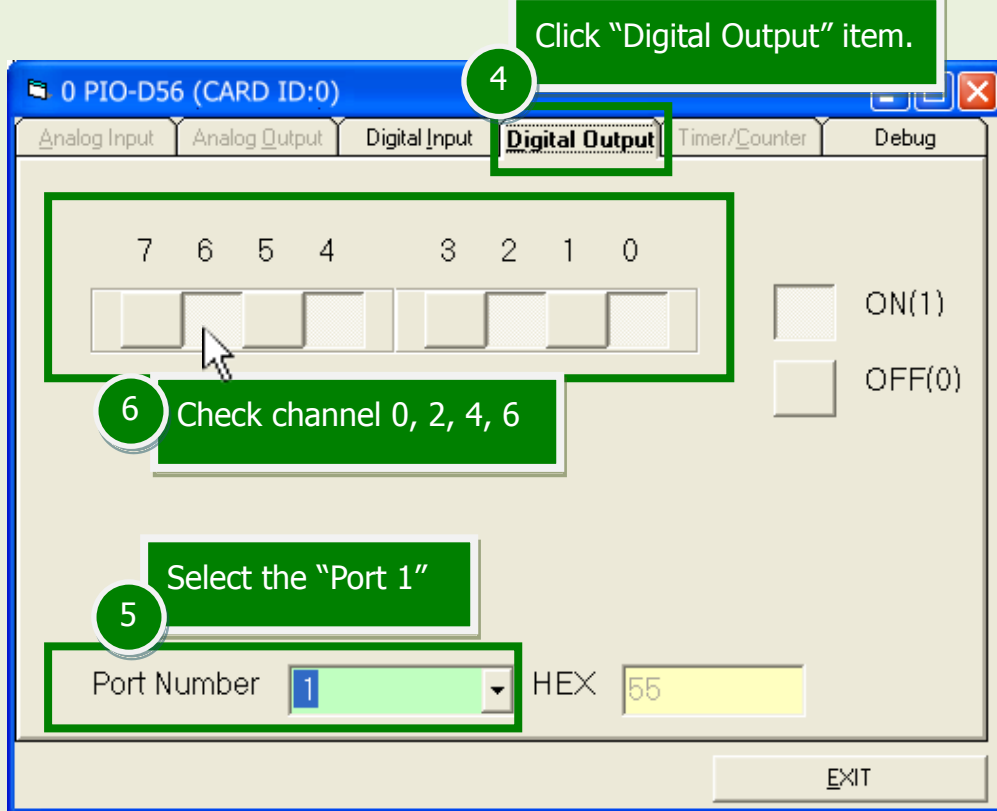 Click “Digital Output” item.
4
0 PIO-D56 (CARD ID:0)
Analog Input Analog Output Digital Input Digital Output Timer/Counter Debug
7 6 5 4 3 2 1 0
ON(1)
OFF(0)
6 Check channel 0, 2, 4, 6
Select the “Port 1”
5
Port Number 1 HEX 55
EXIT